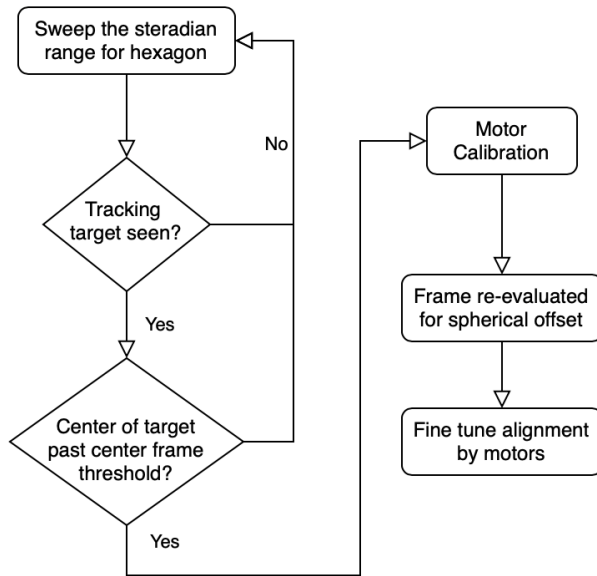 Sweep the steradian
range for hexagon
No
Tracking
target seen?
Yes
Center of target
past center frame
threshold?
Yes
Motor
Calibration
Frame re-evaluated
for spherical offset
Fine tune alignment
by motors